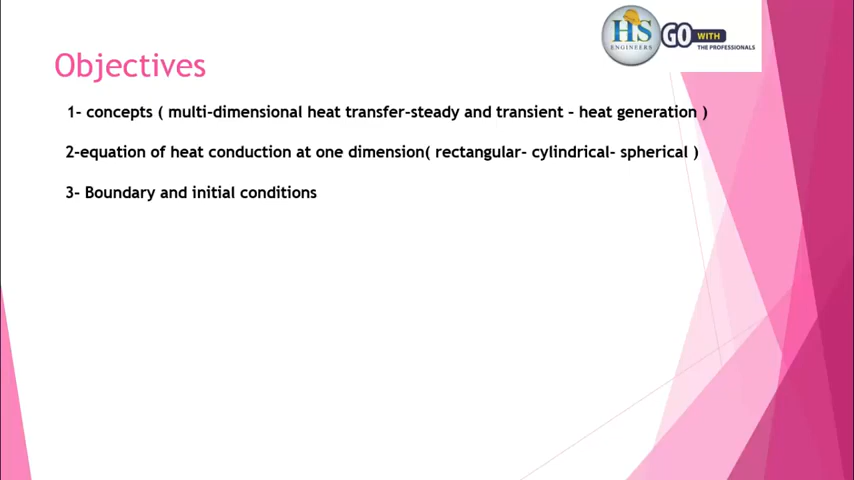 HS
ENGINEERS
GO WITH
THE PROFESSIONALS
Objectives
1- concepts ( multi-dimensional heat transfer-steady and transient – heat generation )
2-equation of heat conduction at one dimension( rectangular- cylindrical- spherical )
3- Boundary and initial conditions